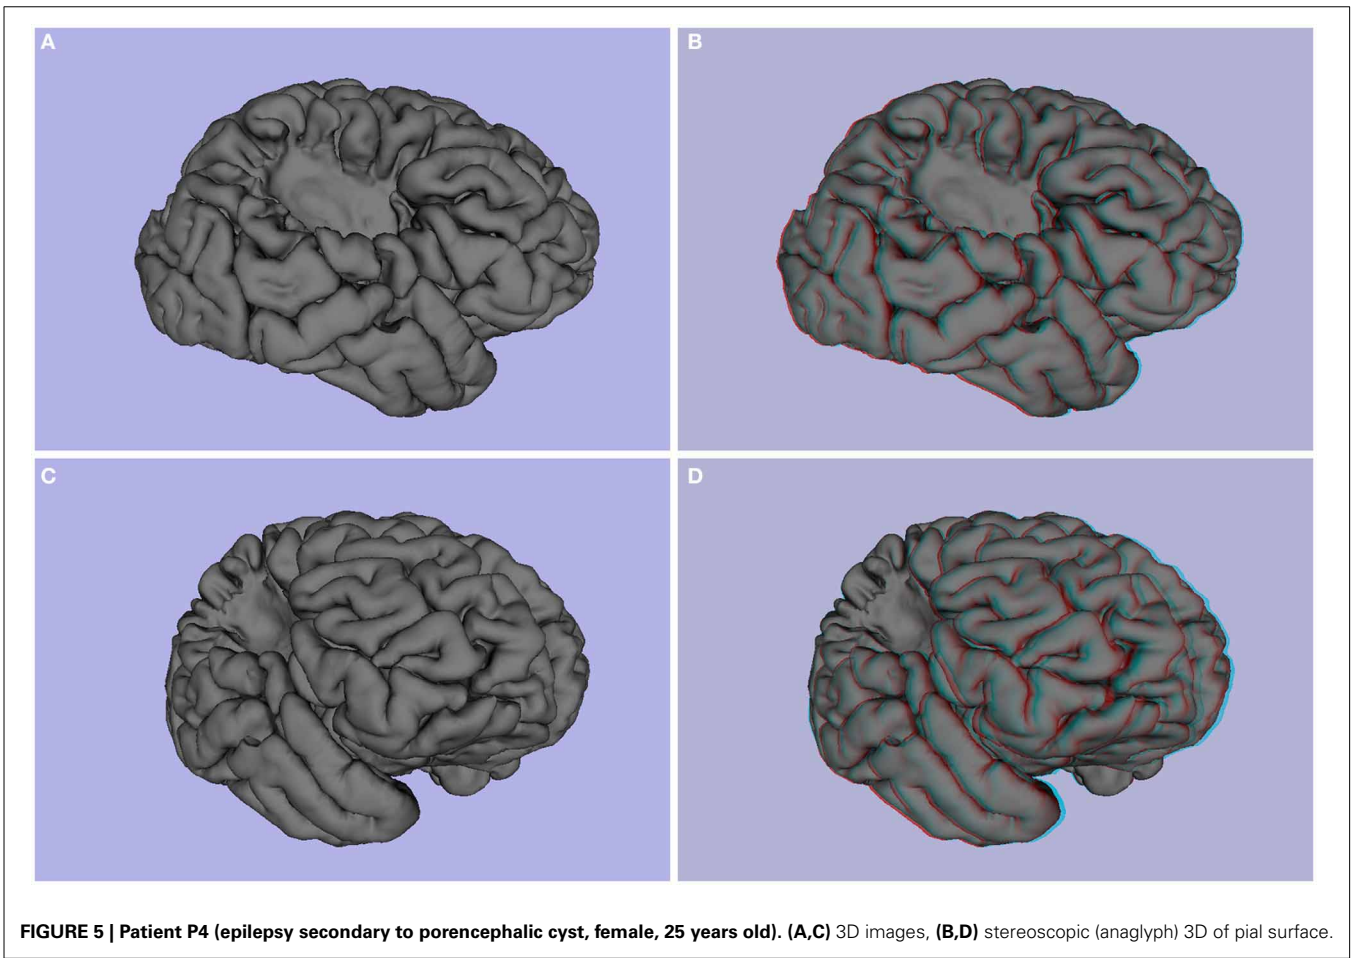 A
B
C
D
FIGURE 5 | Patient P4 (epilepsy secondary to porencephalic cyst, female, 25 years old). (A,C) 3D images, (B,D) stereoscopic (anaglyph) 3D of pial surface.